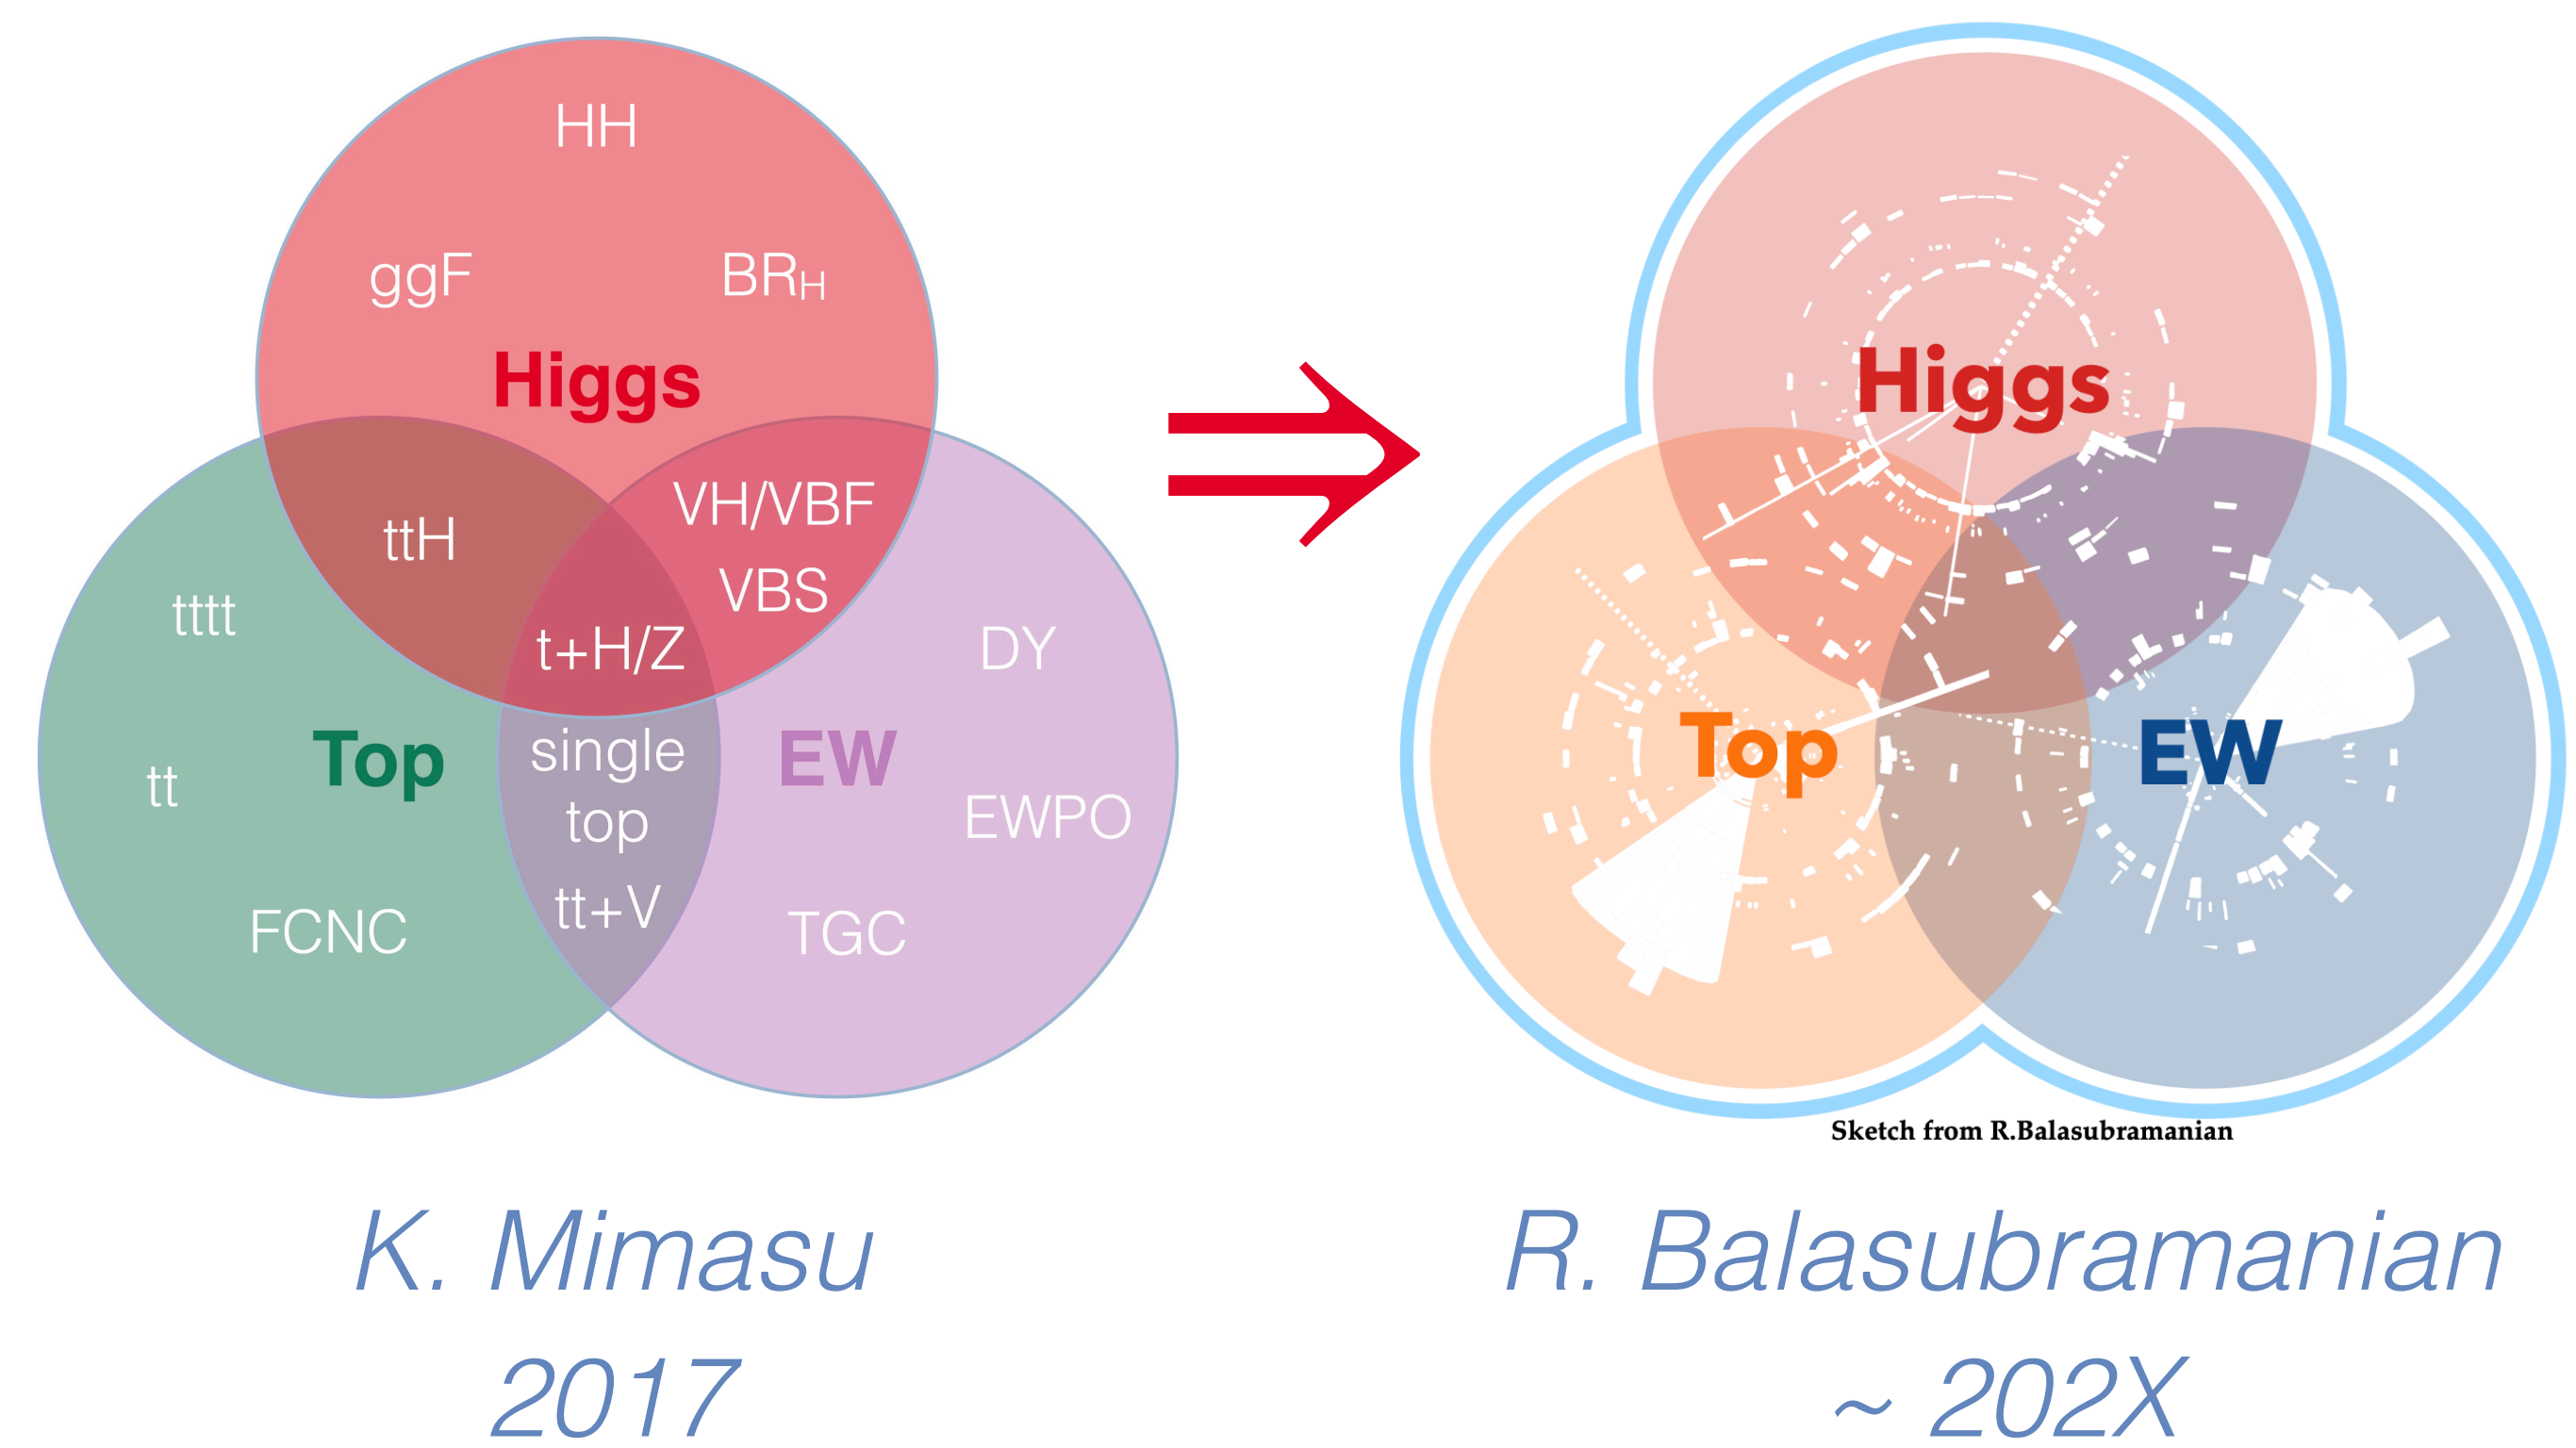 HH
ggF
BRH
Higgs
ttH
VH/VBF
VBS
tttt
t+H/Z
DY
Top
tt
single
top
EW
EWPO
tt+V
FCNC
TGC
K. Mimasu
2017
Higgs
Top
EW
Sketch from R.Balasubramanian
R. Balasubramanian
~ 202X